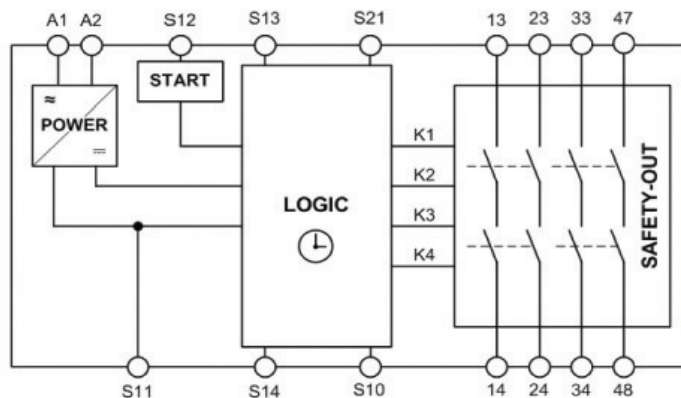 A1 A2 S12 S13 S21 13 23 33 47
START
≈
POWER
K1
K2
LOGIC
K3
K4
SAFETY-OUT
S11 S14 S10 14 24 34 48